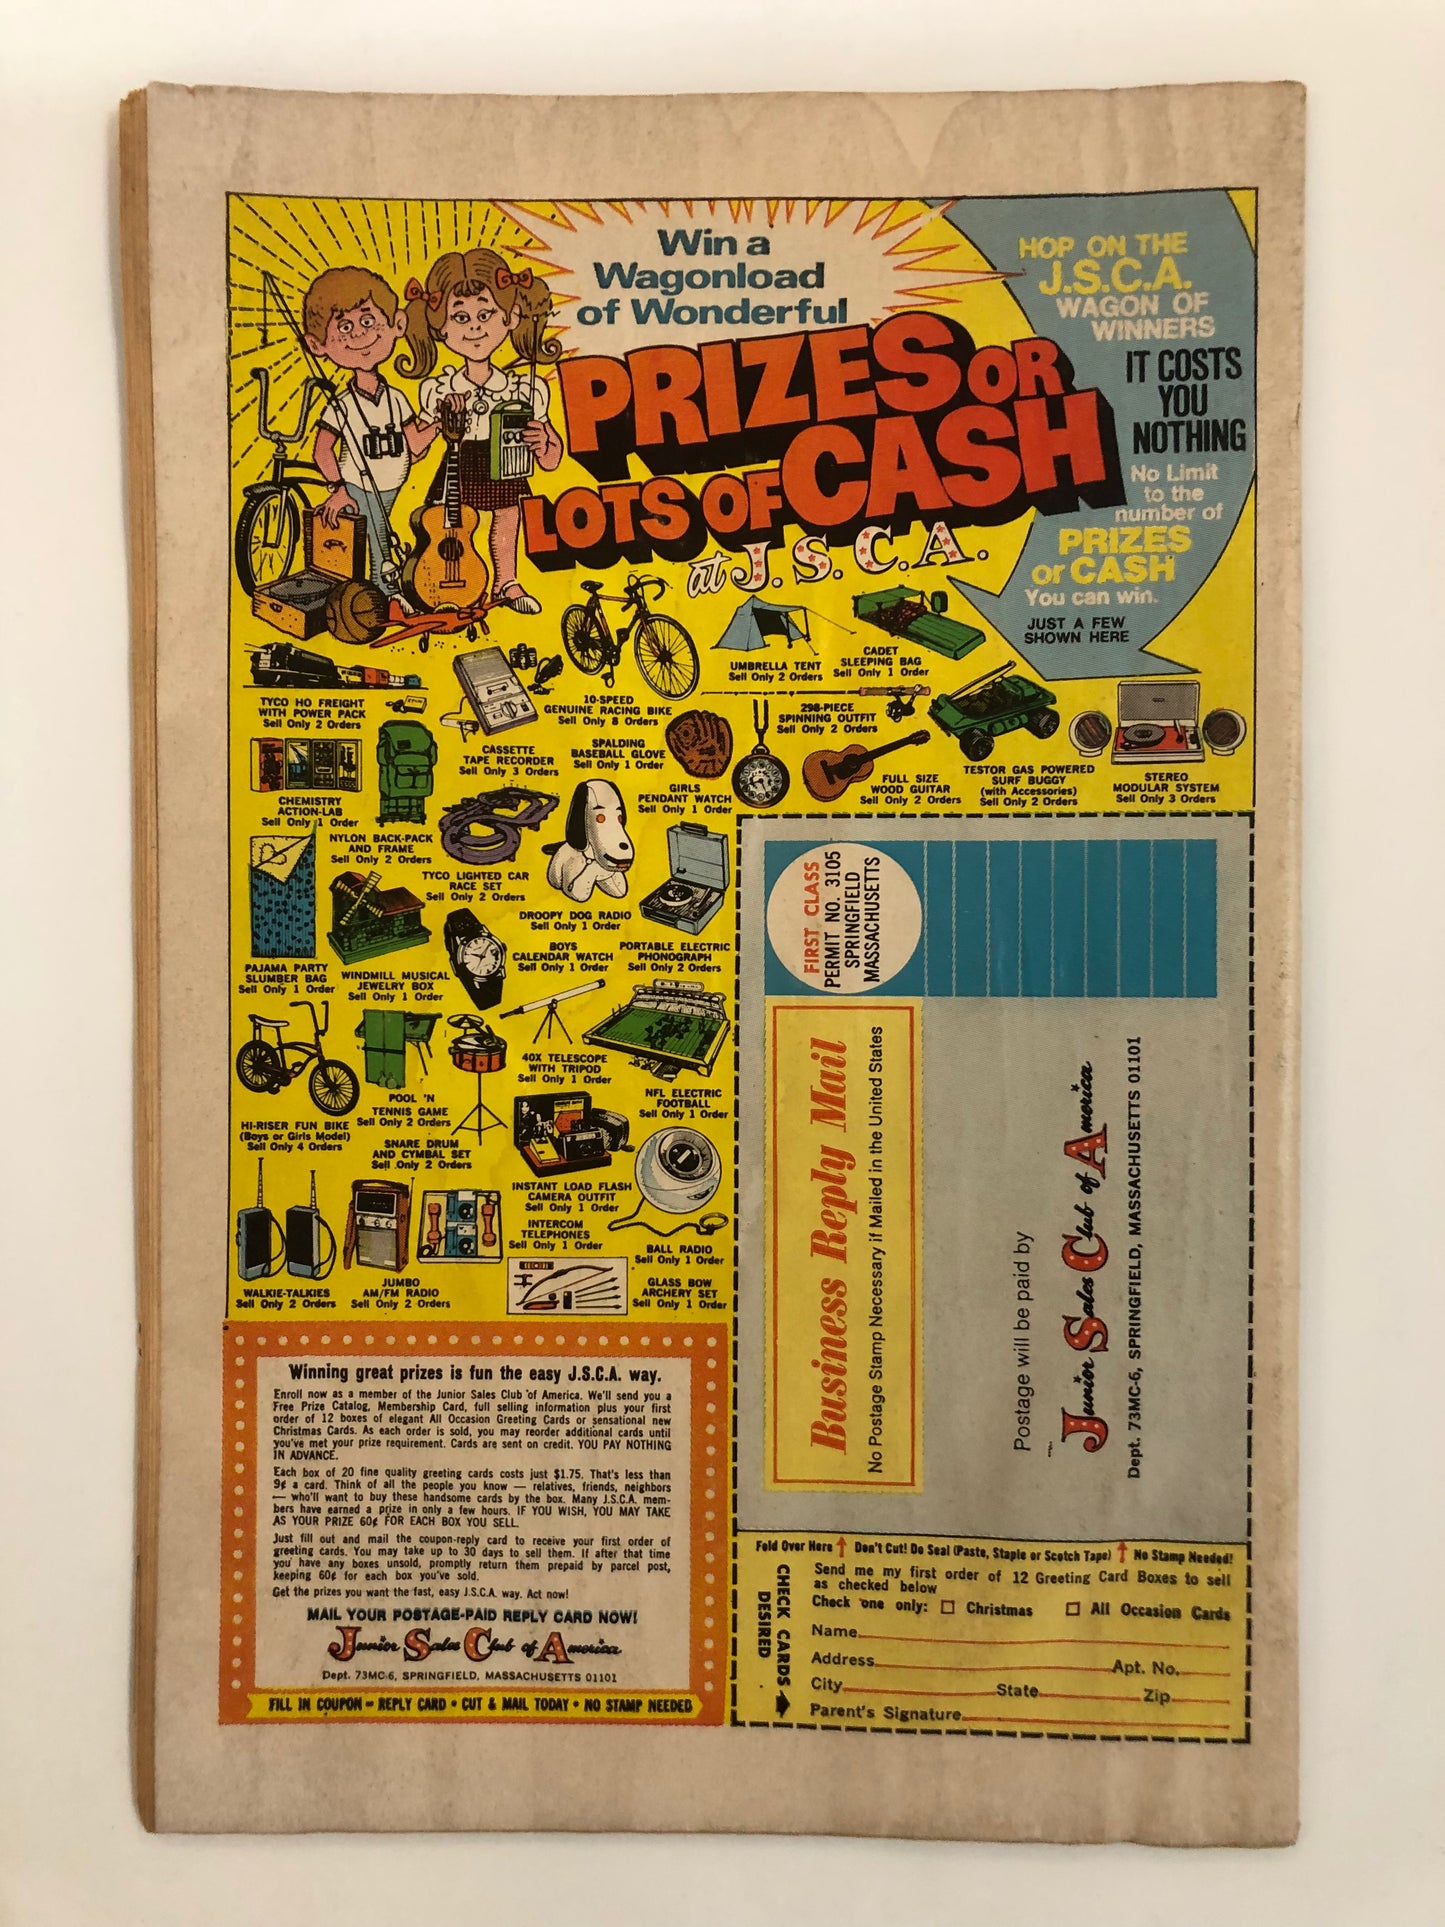 Win a
Wagonload
of Wonderful
PRIZES OR
LOTS OF CASH
at J.S.C.A.
HOP ON THE
J.S.C.A.
WAGON OF
WINNERS
IT COSTS
YOU
NOTHING
No Limit
to the
number of
PRIZES
or CASH
You can win.
JUST A FEW
SHOWN HERE
TYCO HO FREIGHT
WITH POWER PACK
Sell Only 2 Orders
CASSETTE
TAPE RECORDER
Sell Only 3 Orders
10-SPEED
GENUINE RACING BIKE
Sell Only 8 Orders
UMBRELLA TENT
Sell Only 2 Orders
CADET
SLEEPING BAG
Sell Only 1 Order
298-PIECE
SPINNING OUTFIT
Sell Only 2 Orders
SPALDING
BASEBALL GLOVE
Sell Only 1 Order
GIRLS
PENDANT WATCH
Sell Only 1 Order
FULL SIZE
WOOD GUITAR
Sell Only 2 Orders
TESTOR GAS POWERED
SURF BUGGY
(with Accessories)
Sell Only 2 Orders
STEREO
MODULAR SYSTEM
Sell Only 3 Orders
CHEMISTRY
ACTION-LAB
Sell Only 1 Order
NYLON BACK-PACK
AND FRAME
Sell Only 2 Orders
TYCO LIGHTED CAR
RACE SET
Sell Only 2 Orders
DROOPY DOG RADIO
Sell Only 1 Order
PORTABLE ELECTRIC
PHONOGRAPH
Sell Only 2 Orders
PAJAMA PARTY
SLUMBER BAG
Sell Only 1 Order
WINDMILL MUSICAL
JEWELRY BOX
Sell Only 1 Order
BOYS
CALENDAR WATCH
Sell Only 1 Order
40X TELESCOPE
WITH TRIPOD
Sell Only 1 Order
NFL ELECTRIC
FOOTBALL
Sell Only 1 Order
HI-RISER FUN BIKE
(Boys or Girls Model)
Sell Only 4 Orders
POOL 'N
TENNIS GAME
Sell Only 2 Orders
SNARE DRUM
AND CYMBAL SET
Sell Only 2 Orders
INSTANT LOAD FLASH
CAMERA OUTFIT
Sell Only 1 Order
INTERCOM
TELEPHONES
Sell Only 1 Order
BALL RADIO
Sell Only 1 Order
WALKIE-TALKIES
Sell Only 2 Orders
JUMBO
AM/FM RADIO
Sell Only 2 Orders
GLASS BOW
ARCHERY SET
Sell Only 1 Order
Winning great prizes is fun the easy J.S.C.A. way.
Enroll now as a member of the Junior Sales Club of America. We'll send you a
Free Prize Catalog, Membership Card, full selling information plus your first
order of 12 boxes of elegant All Occasion Greeting Cards or sensational new
Christmas Cards. As each order is sold, you may reorder additional cards until
you've met your prize requirement. Cards are sent on credit. YOU PAY NOTHING
IN ADVANCE.
Each box of 20 fine quality greeting cards costs just $1.75. That's less than
9¢ a card. Think of all the people you know — relatives, friends, neighbors
— who'll want to buy these handsome cards by the box. Many J.S.C.A. mem-
bers have earned a prize in only a few hours. IF YOU WISH, YOU MAY TAKE
AS YOUR PRIZE 60¢ FOR EACH BOX YOU SELL.
Just fill out and mail the coupon-reply card to receive your first order of
greeting cards. You may take up to 30 days to sell them. If after that time
you have any boxes unsold, promptly return them prepaid by parcel post,
keeping 60¢ for each box you've sold.
Get the prizes you want the fast, easy J.S.C.A. way. Act now!
MAIL YOUR POSTAGE-PAID REPLY CARD NOW!
Junior Sales Club of America
Dept. 73MC-6, SPRINGFIELD, MASSACHUSETTS 01101
FILL IN COUPON - REPLY CARD • CUT & MAIL TODAY • NO STAMP NEEDED
FIRST CLASS
PERMIT NO. 3105
SPRINGFIELD
MASSACHUSETTS
Business Reply Mail
No Postage Stamp Necessary if Mailed in the United States
Postage will be paid by
Junior Sales Club of America
Dept. 73MC-6, SPRINGFIELD, MASSACHUSETTS 01101
Fold Over Here ↑ Don't Cut! Do Seal (Paste, Staple or Scotch Tape) ↑ No Stamp Needed!
CHECK CARDS
DESIRED
Send me my first order of 12 Greeting Card Boxes to sell
as checked below
Check one only: ☐ Christmas ☐ All Occasion Cards
Name
Address Apt. No.
City State Zip
Parent's Signature